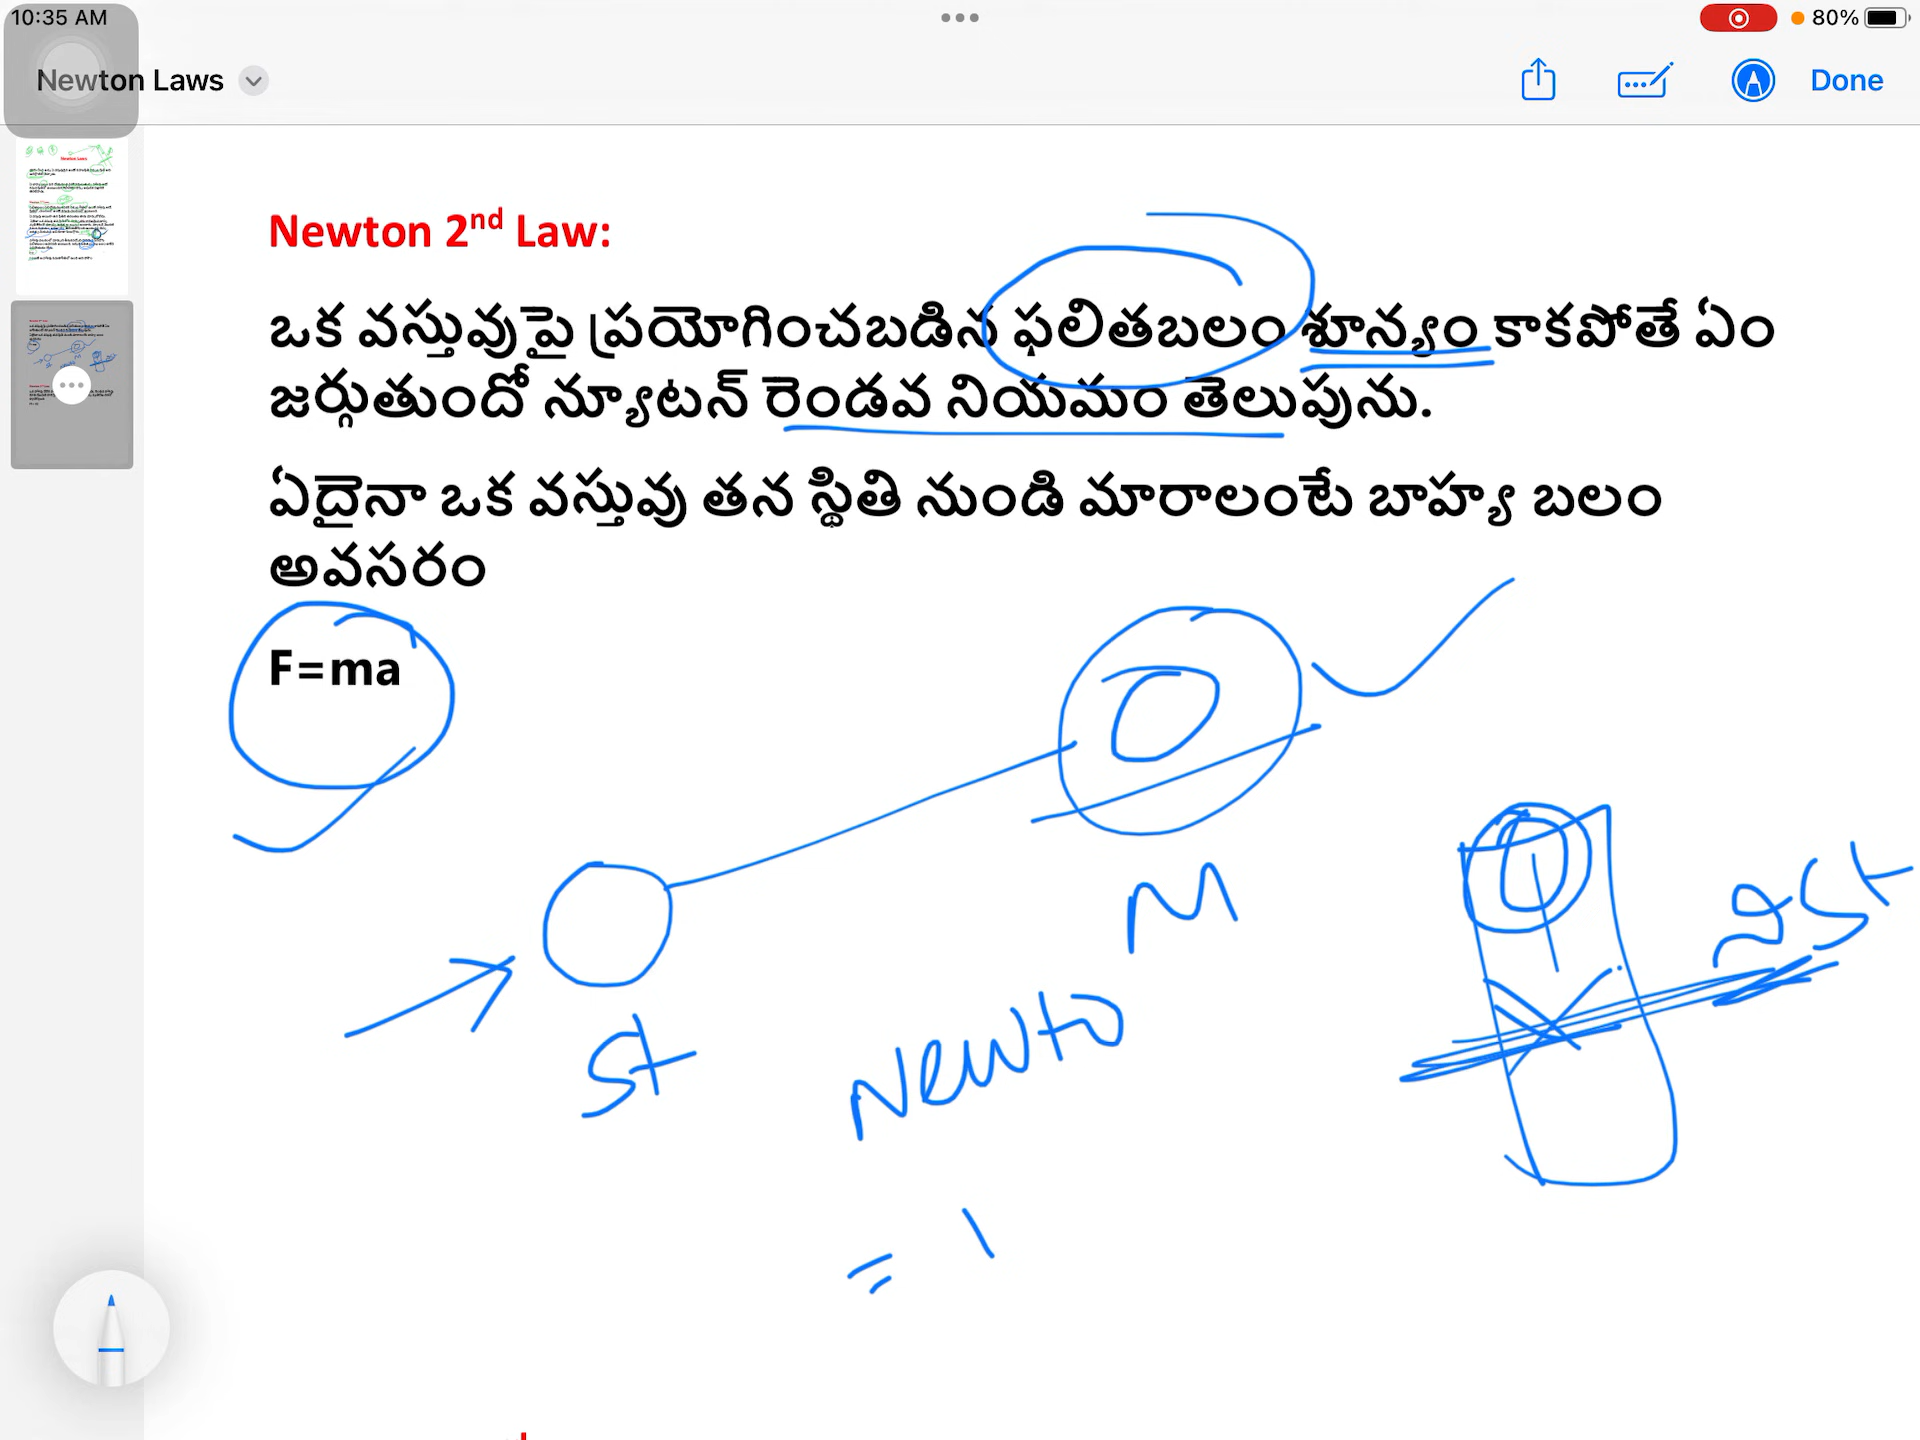 10:35 AM
80%
Newton Laws
Done
Newton 2nd Law:
ఒక వస్తువుపై ప్రయోగించబడిన ఫలితబలం శూన్యం కాకపోతే ఏం
జర్గుతుందో న్యూటన్ రెండవ నియమం తెలుపును.
ఏదైనా ఒక వస్తువు తన స్థితి నుండి మారాలంటే బాహ్య బలం
అవసరం
F=ma
M
St
Newto
=